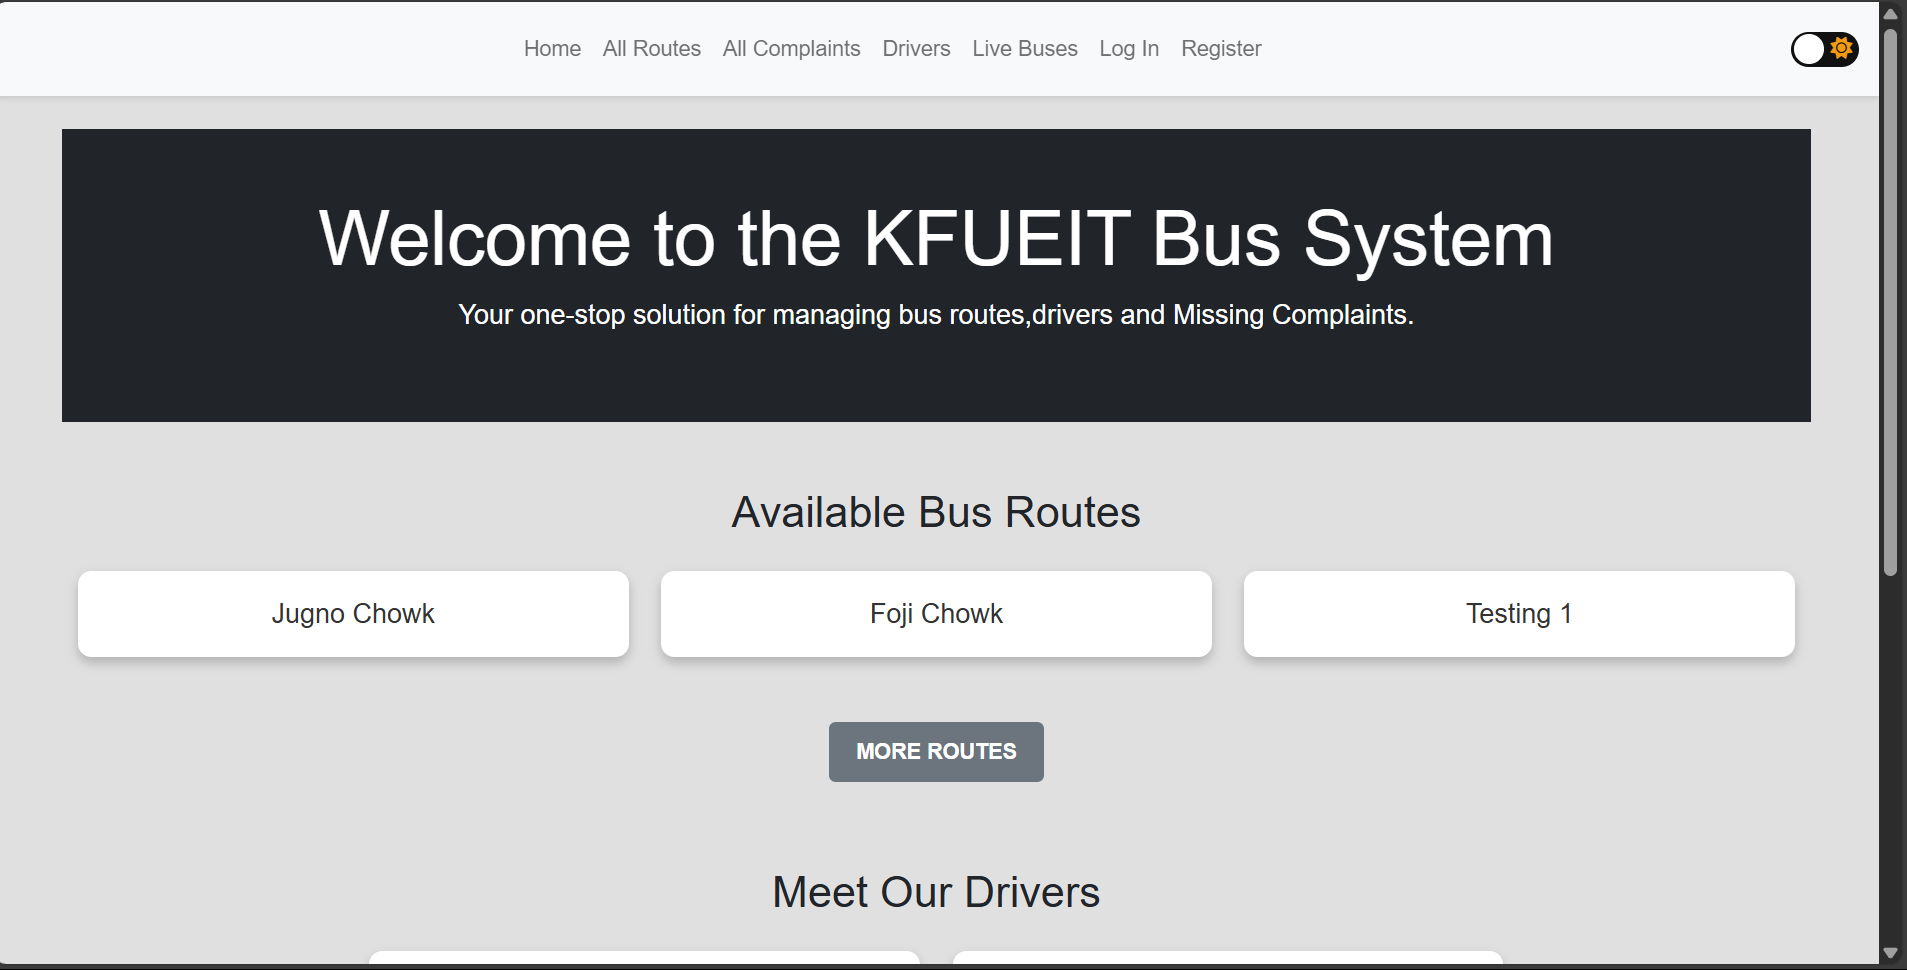 Home All Routes All Complaints Drivers Live Buses Log In Register
Welcome to the KFUEIT Bus System
Your one-stop solution for managing bus routes,drivers and Missing Complaints.
Available Bus Routes
Jugno Chowk
Foji Chowk
Testing 1
MORE ROUTES
Meet Our Drivers